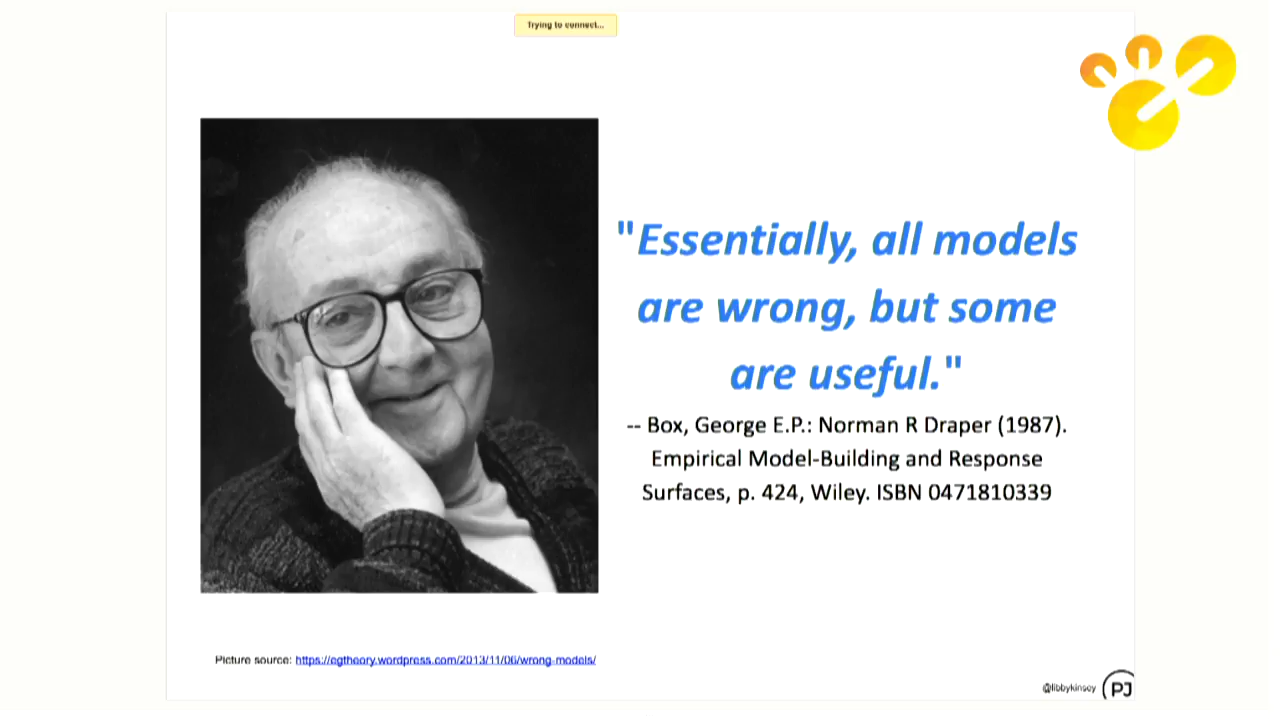 Trying to connect...
"Essentially, all models
are wrong, but some
are useful."
-- Box, George E.P.: Norman R Draper (1987).
Empirical Model-Building and Response
Surfaces, p. 424, Wiley. ISBN 0471810339
Picture source: https://egtheory.wordpress.com/2013/11/06/wrong-models/
@libbykinsey PJ